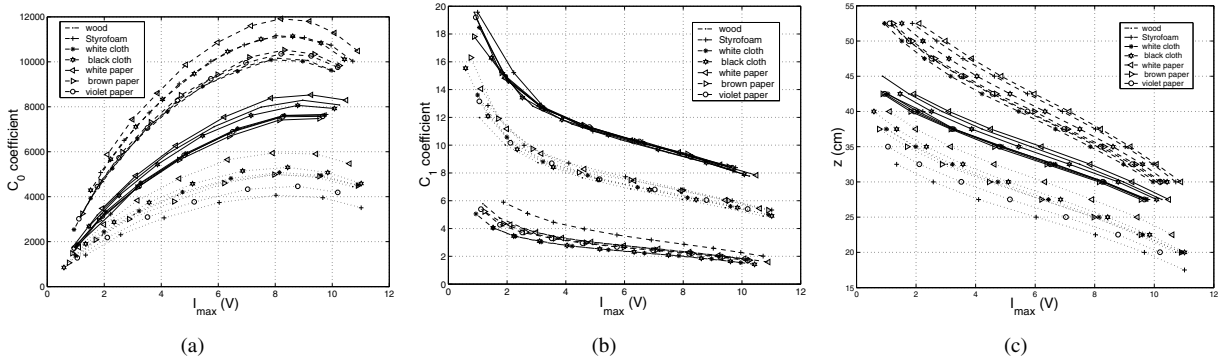 12000
10000
8000
6000
4000
2000
0
C0 coefficient
wood
Styrofoam
white cloth
black cloth
white paper
brown paper
violet paper
0 2 4 6 8 10 12
Imax (V)
(a)
20
18
16
14
12
10
8
6
4
2
0
C1 coefficient
wood
Styrofoam
white cloth
black cloth
white paper
brown paper
violet paper
0 2 4 6 8 10 12
Imax (V)
(b)
55
50
45
40
35
30
25
20
15
z (cm)
wood
Styrofoam
white cloth
black cloth
white paper
brown paper
violet paper
0 2 4 6 8 10 12
Imax (V)
(c)